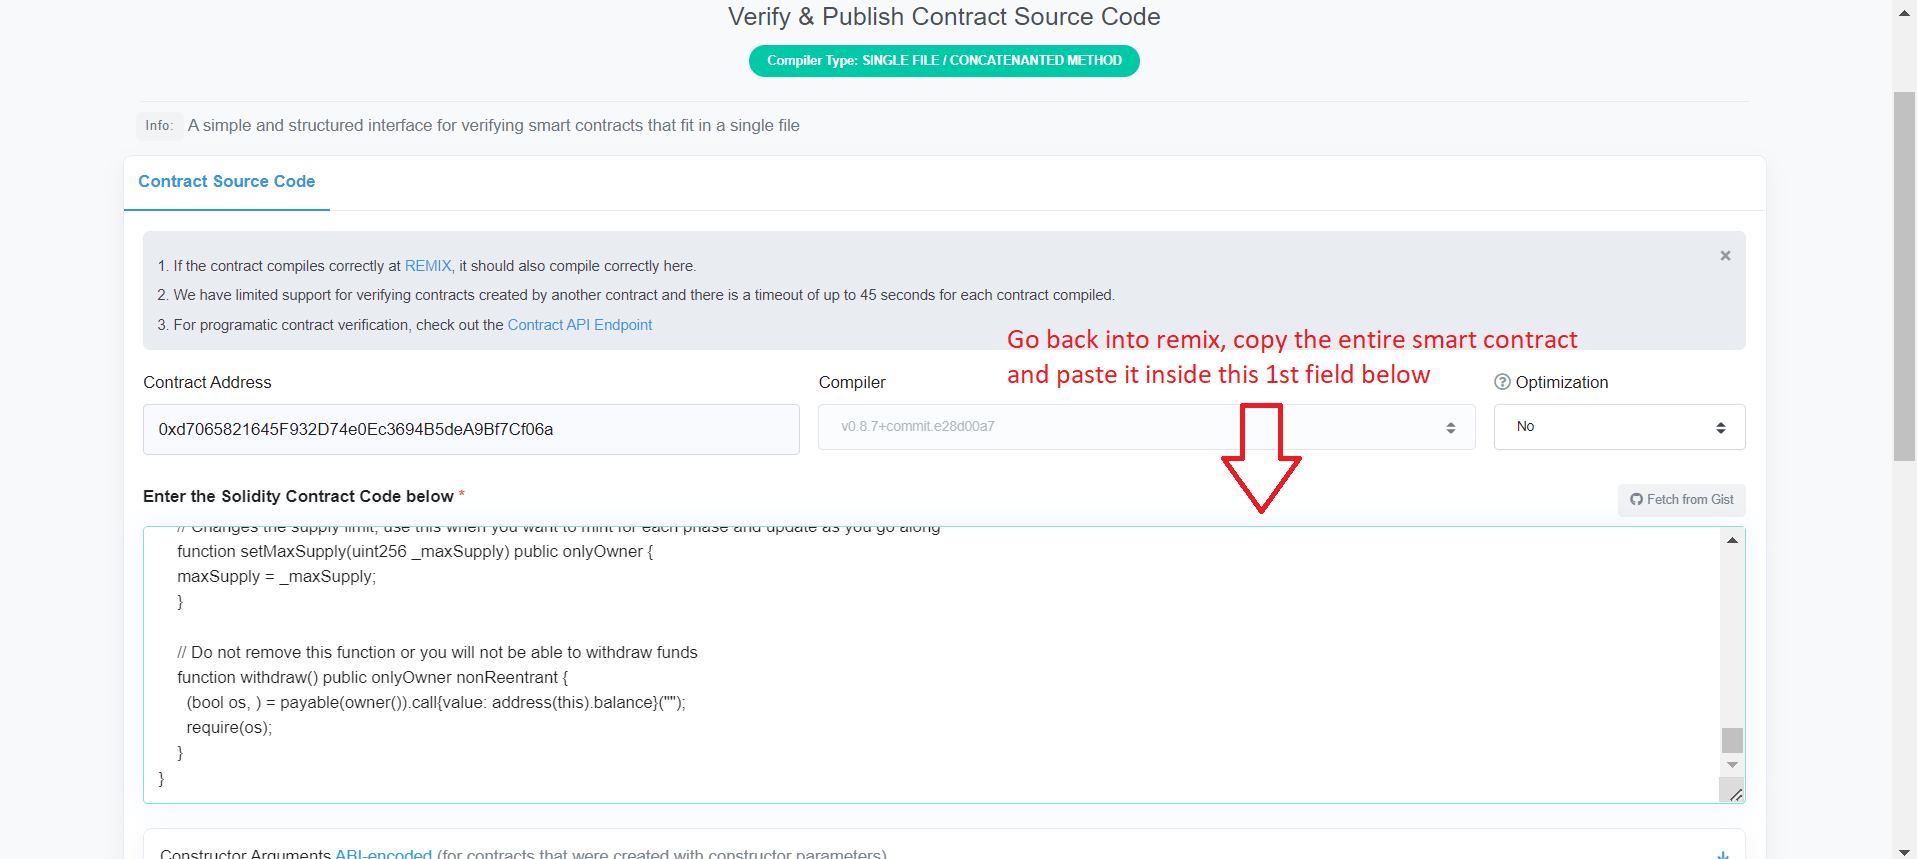 Verify & Publish Contract Source Code
Compiler Type: SINGLE FILE / CONCATENANTED METHOD
Info: A simple and structured interface for verifying smart contracts that fit in a single file
Contract Source Code
1. If the contract compiles correctly at REMIX, it should also compile correctly here.
2. We have limited support for verifying contracts created by another contract and there is a timeout of up to 45 seconds for each contract compiled.
3. For programatic contract verification, check out the Contract API Endpoint
Go back into remix, copy the entire smart contract
and paste it inside this 1st field below
Contract Address
Compiler
Optimization
0xd7065821645F932D74e0Ec3694B5deA9Bf7Cf06a
v0.8.7+commit.e28d00a7
No
Enter the Solidity Contract Code below *
Fetch from Gist
// Changes the supply limit, use this when you want to mint for each phase and update as you go along
function setMaxSupply(uint256 _maxSupply) public onlyOwner {
maxSupply = _maxSupply;
}
// Do not remove this function or you will not be able to withdraw funds
function withdraw() public onlyOwner nonReentrant {
(bool os, ) = payable(owner()).call{value: address(this).balance}("");
require(os);
}
}
Constructor Arguments ABI-encoded (for contracts that were created with constructor parameters)